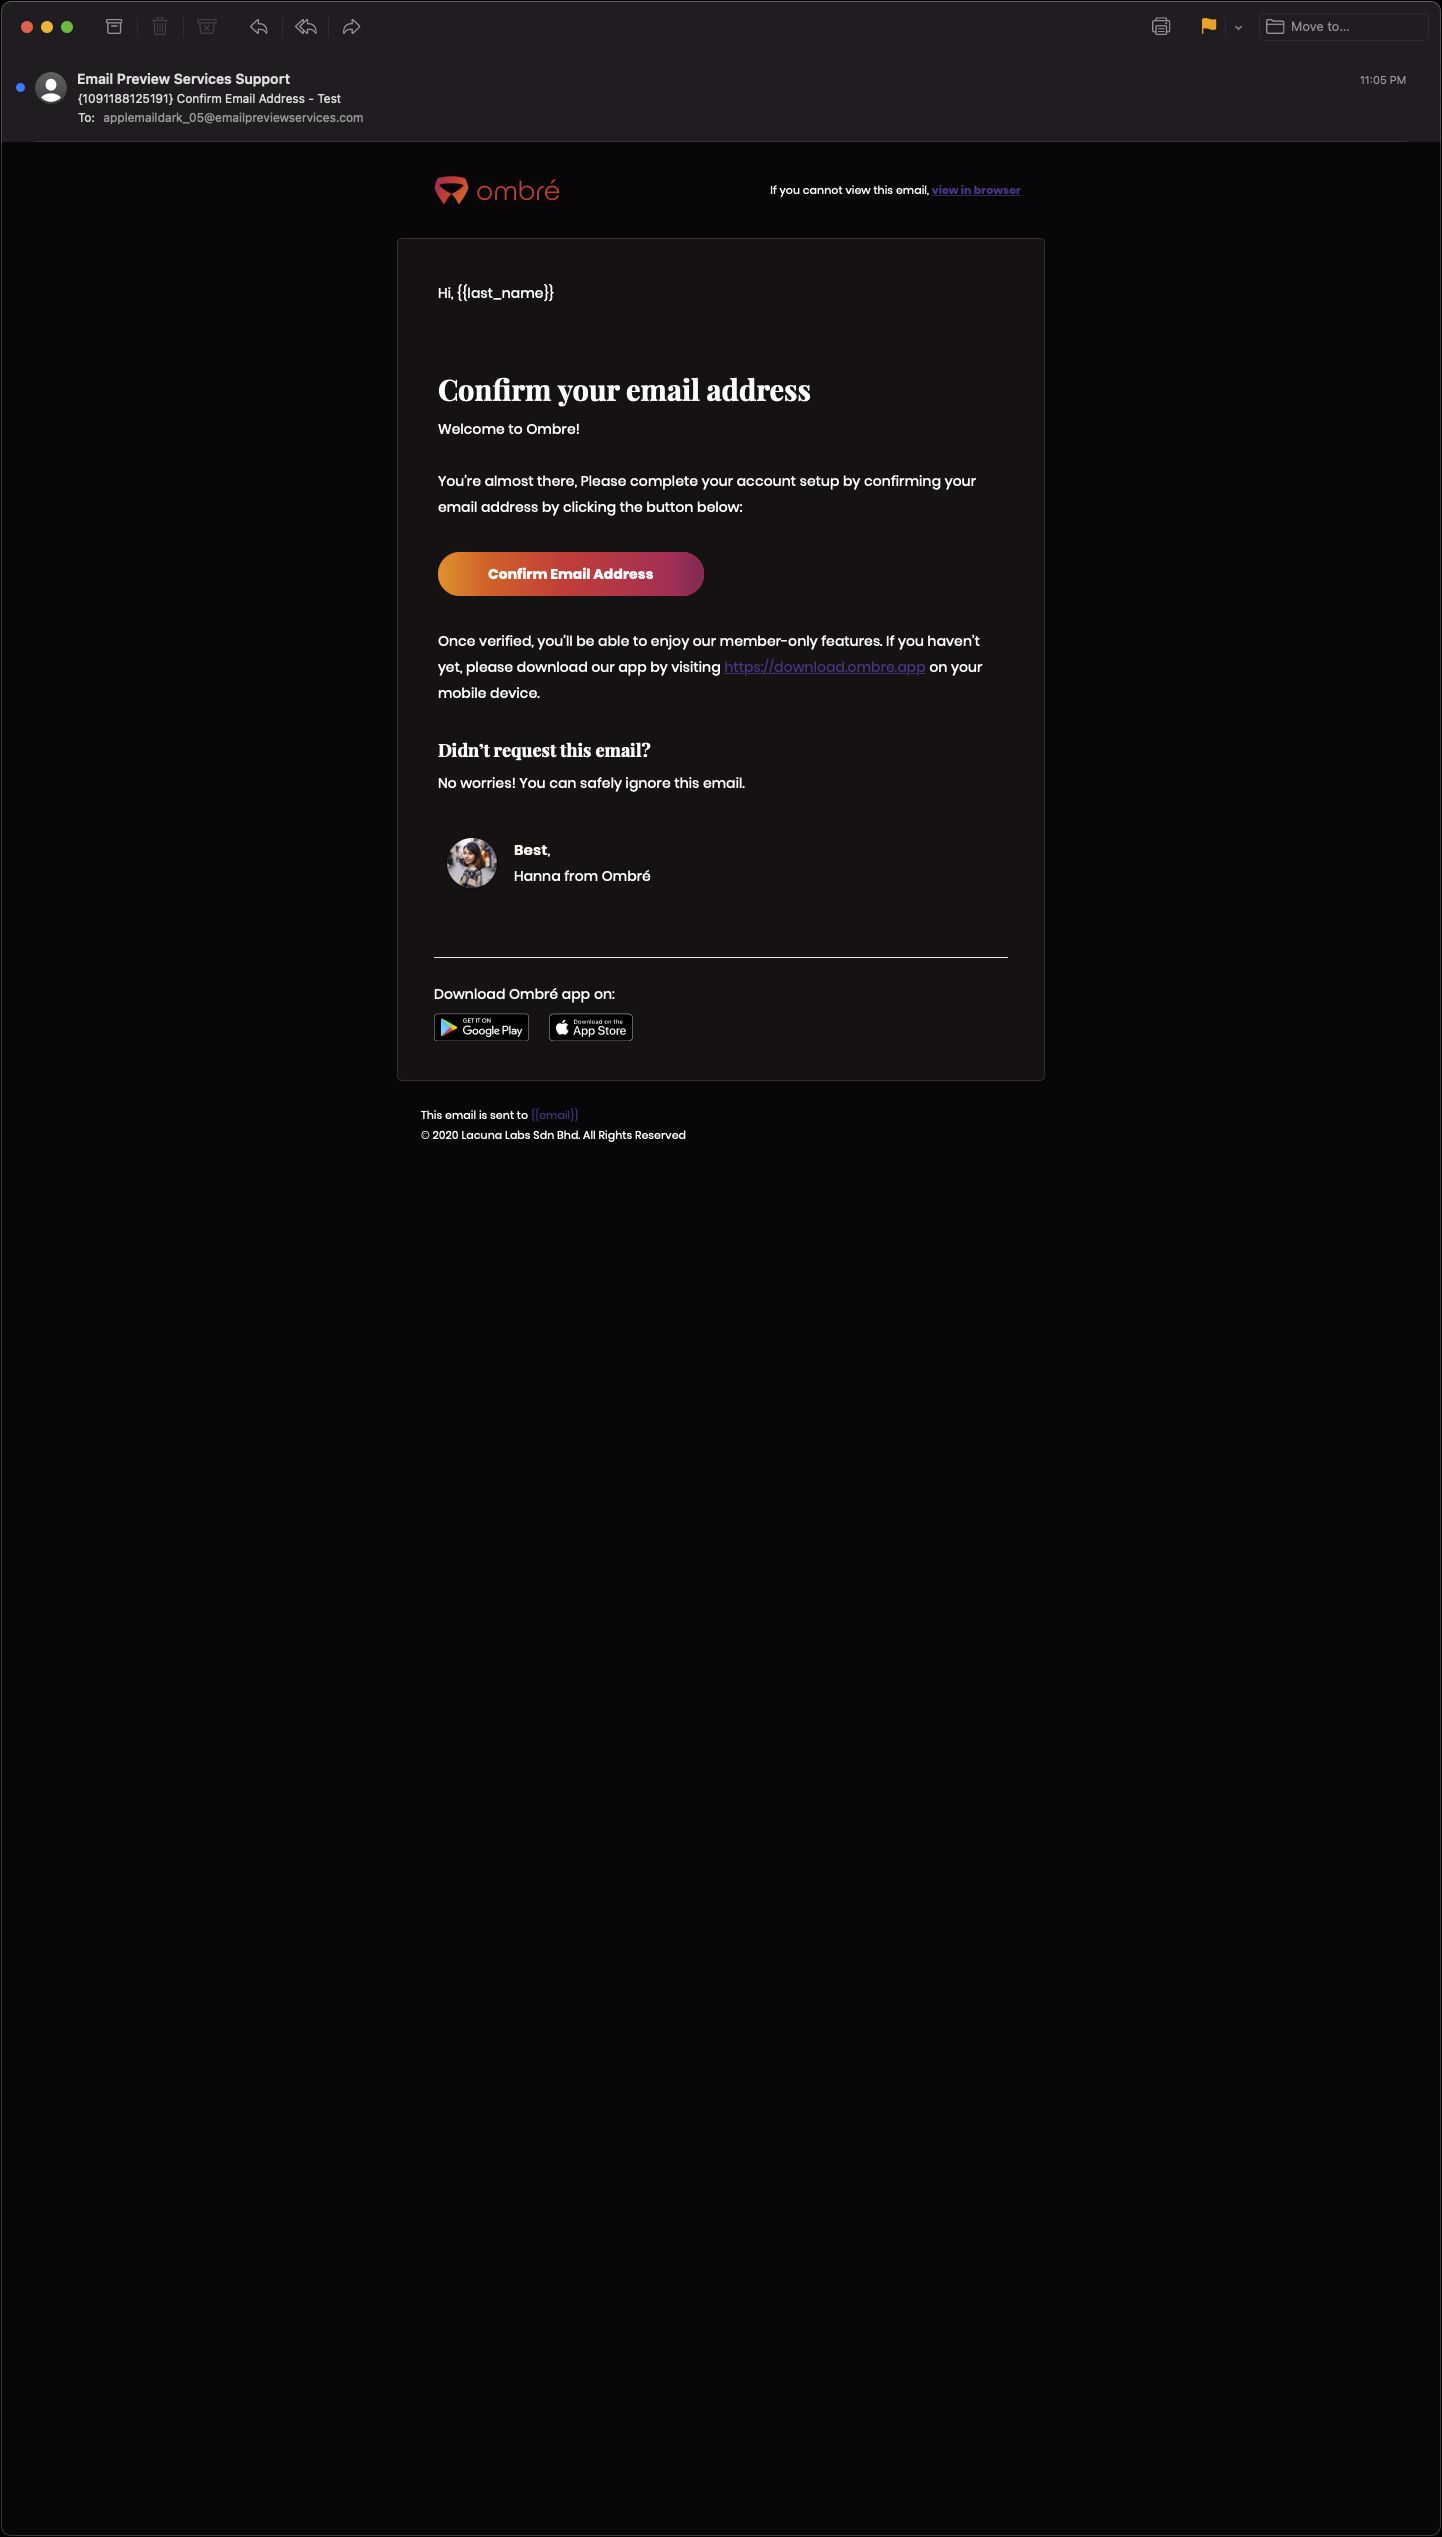 Move to...
Email Preview Services Support
11:05 PM
{1091188125191} Confirm Email Address - Test
To: applemaildark_05@emailpreviewservices.com
ombré
If you cannot view this email, view in browser
Hi, {{last_name}}
Confirm your email address
Welcome to Ombre!
You’re almost there, Please complete your account setup by confirming your
email address by clicking the button below:
Confirm Email Address
Once verified, you’ll be able to enjoy our member-only features. If you haven’t
yet, please download our app by visiting https://download.ombre.app on your
mobile device.
Didn’t request this email?
No worries! You can safely ignore this email.
Best,
Hanna from Ombré
Download Ombré app on:
GET IT ON
Google Play
Download on the
App Store
This email is sent to {{email}}
© 2020 Lacuna Labs Sdn Bhd. All Rights Reserved